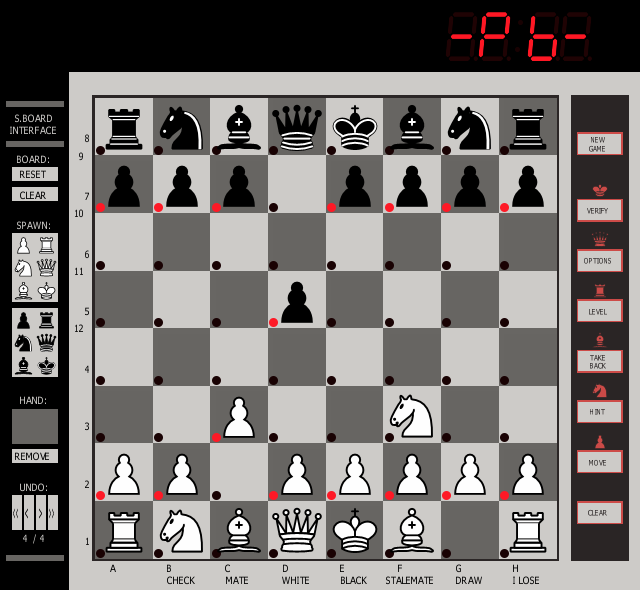 -Pb-
S.BOARD
INTERFACE
BOARD:
RESET
CLEAR
SPAWN:
HAND:
REMOVE
UNDO:
4 / 4
8
9
7
10
6
11
5
12
4
3
2
1
A B C D E F G H
CHECK MATE WHITE BLACK STALEMATE DRAW I LOSE
NEW
GAME
VERIFY
OPTIONS
LEVEL
TAKE
BACK
HINT
MOVE
CLEAR